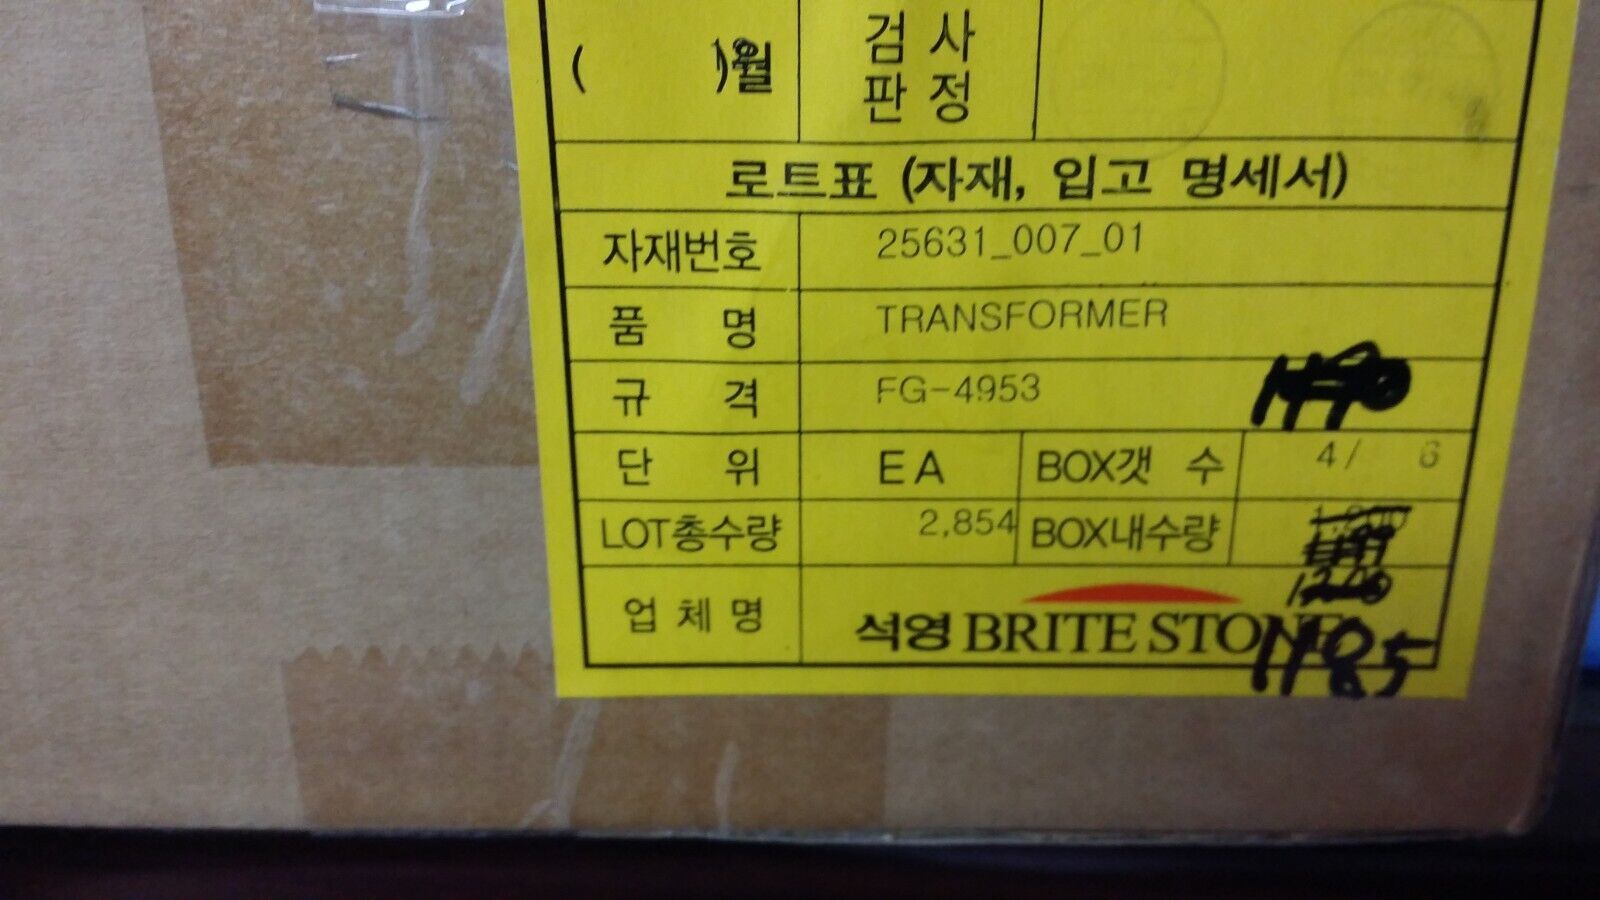 ( )월
검 사
판 정
로트표 (자재, 입고 명세서)
자재번호 25631_007_01
품 명 TRANSFORMER
규 격 FG-4953
단 위 EA BOX갯 수 4/ 6
LOT총수량 2,854 BOX내수량
1200
업 체 명 석영 BRITE STONE
1185